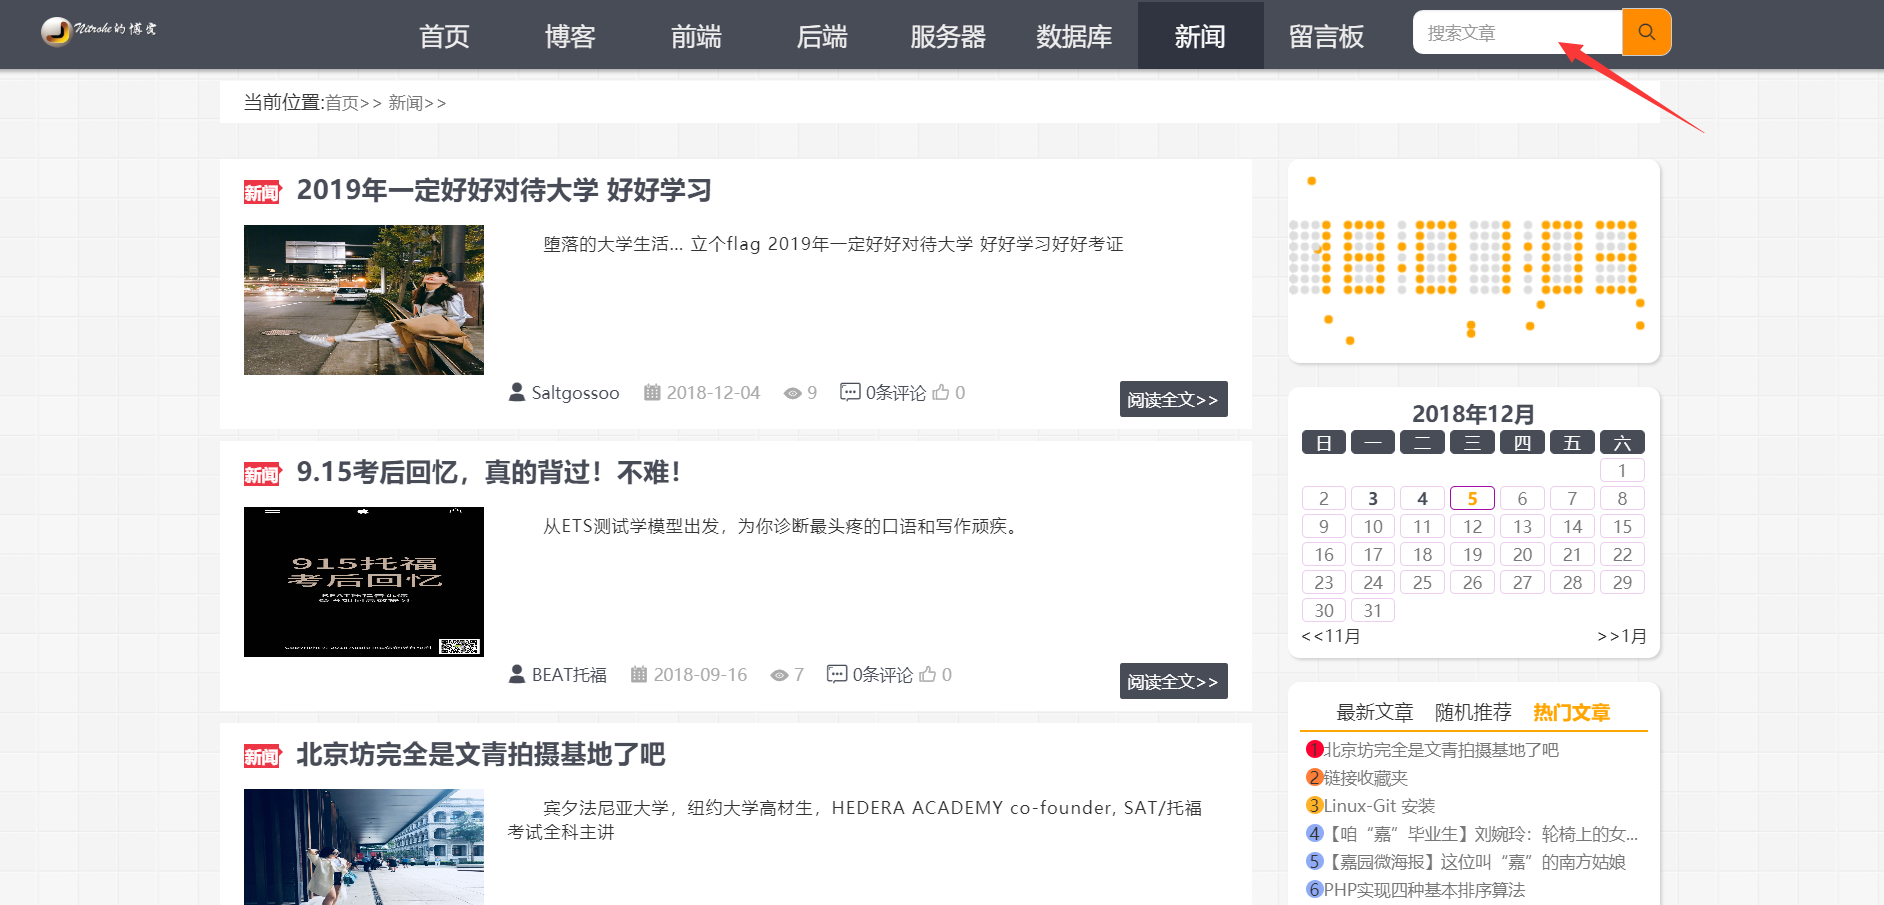 Nitrohe的博客
首页 博客 前端 后端 服务器 数据库 新闻 留言板 搜索文章
当前位置:首页>> 新闻>>
新闻 2019年一定好好对待大学 好好学习
堕落的大学生活... 立个flag 2019年一定好好对待大学 好好学习好好考证
Saltgossoo 2018-12-04 9 0条评论 0 阅读全文>>
新闻 9.15考后回忆，真的背过！不难！
915托福
考后回忆
从ETS测试学模型出发，为你诊断最头疼的口语和写作顽疾。
BEAT托福 2018-09-16 7 0条评论 0 阅读全文>>
新闻 北京坊完全是文青拍摄基地了吧
宾夕法尼亚大学，纽约大学高材生，HEDERA ACADEMY co-founder, SAT/托福
考试全科主讲
2018年12月
日 一 二 三 四 五 六
1
2 3 4 5 6 7 8
9 10 11 12 13 14 15
16 17 18 19 20 21 22
23 24 25 26 27 28 29
30 31
<<11月 >>1月
最新文章 随机推荐 热门文章
1北京坊完全是文青拍摄基地了吧
2链接收藏夹
3Linux-Git 安装
4【咱“嘉”毕业生】刘婉玲：轮椅上的女...
5【嘉园微海报】这位叫“嘉”的南方姑娘
6PHP实现四种基本排序算法